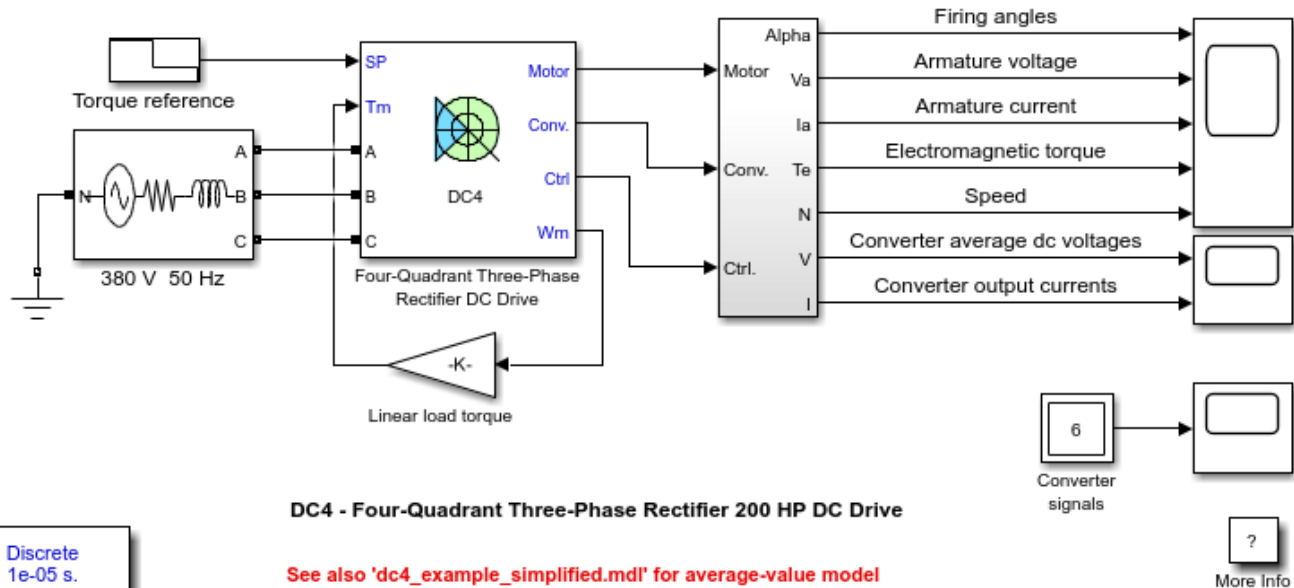 Firing angles
Alpha
SP
Motor
Motor
Armature voltage
Va
Torque reference
Tm
Armature current
Ia
Conv.
A
A
Electromagnetic torque
Conv.
Te
Ctrl
N
B
B
DC4
Speed
N
Wm
C
C
Converter average dc voltages
V
Ctrl.
380 V 50 Hz
Four-Quadrant Three-Phase
Rectifier DC Drive
Converter output currents
I
-K-
Linear load torque
6
Converter
signals
DC4 - Four-Quadrant Three-Phase Rectifier 200 HP DC Drive
?
Discrete
1e-05 s.
See also 'dc4_example_simplified.mdl' for average-value model
More Info